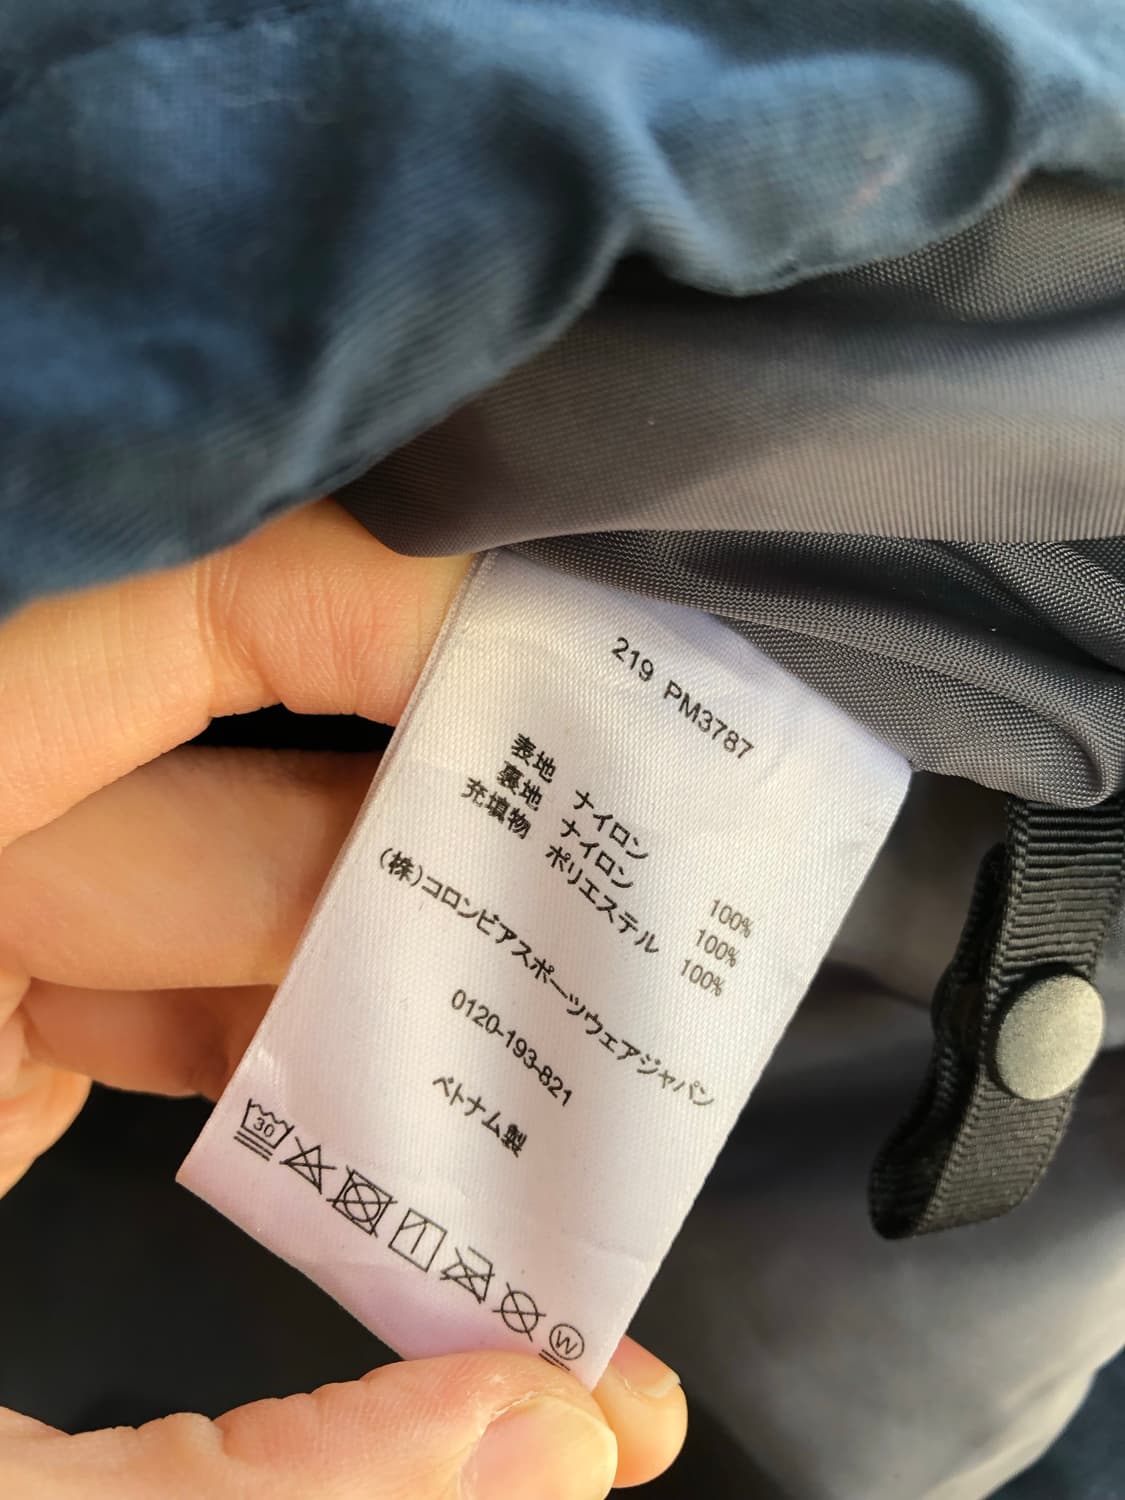 219 PM3787
表地 ナイロン 100%
裏地 ナイロン 100%
充填物 ポリエステル 100%
(株)コロンビアスポーツウェアジャパン
0120-193-821
ベトナム製
30 W